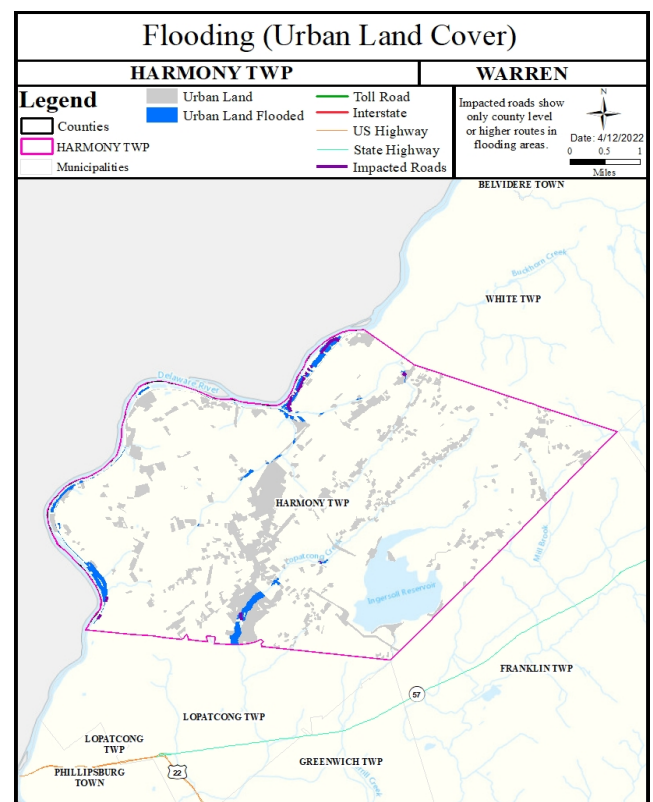 Flooding (Urban Land Cover)
HARMONY TWP
WARREN
Legend
Counties
HARMONY TWP
Municipalities
Urban Land
Urban Land Flooded
Toll Road
Interstate
US Highway
State Highway
Impacted Roads
Impacted roads show
only county level
or higher routes in
flooding areas.
N
Date: 4/12/2022
0 0.5 1
Miles
BELVIDERE TOWN
Buckhorn Creek
WHITE TWP
Delaware River
HARMONY TWP
Lopatcong Creek
Mill Brook
Ingersoll Reservoir
FRANKLIN TWP
57
LOPATCONG TWP
LOPATCONG
TWP
GREENWICH TWP
22
PHILLIPSBURG
TOWN
Creek